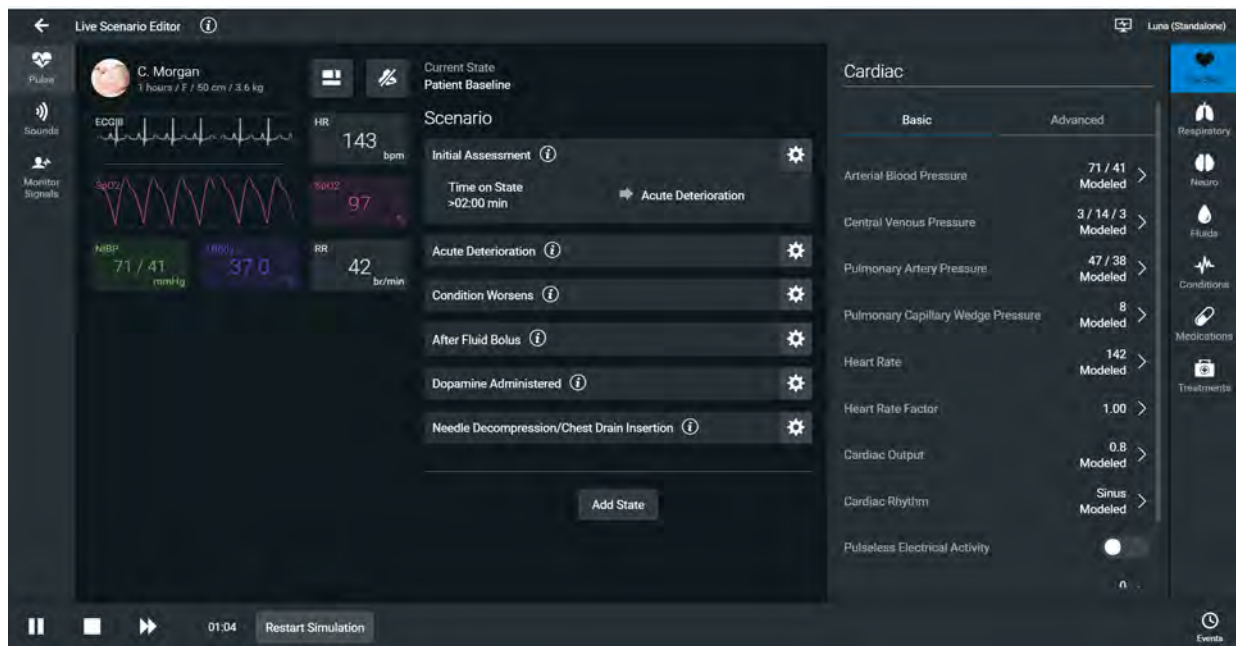 Live Scenario Editor
Luna (Standalone)
Pulse
Sounds
Monitor
Signals
C. Morgan
1 hours / F / 50 cm / 3.6 kg
ECGIII
HR
143
bpm
SpO2
SpO2
97
%
NIBP
71 / 41
mmHg
37.0
RR
42
br/min
Current State
Patient Baseline
Scenario
Initial Assessment
Time on State
>02:00 min
Acute Deterioration
Acute Deterioration
Condition Worsens
After Fluid Bolus
Dopamine Administered
Needle Decompression/Chest Drain Insertion
Add State
Cardiac
Basic
Advanced
Arterial Blood Pressure
71 / 41
Modeled
Central Venous Pressure
3 / 14 / 3
Modeled
Pulmonary Artery Pressure
47 / 38
Modeled
Pulmonary Capillary Wedge Pressure
8
Modeled
Heart Rate
142
Modeled
Heart Rate Factor
1.00
Cardiac Output
0.8
Modeled
Cardiac Rhythm
Sinus
Modeled
Pulseless Electrical Activity
Cardiac
Respiratory
Neuro
Fluids
Conditions
Medications
Treatments
01:04
Restart Simulation
Events